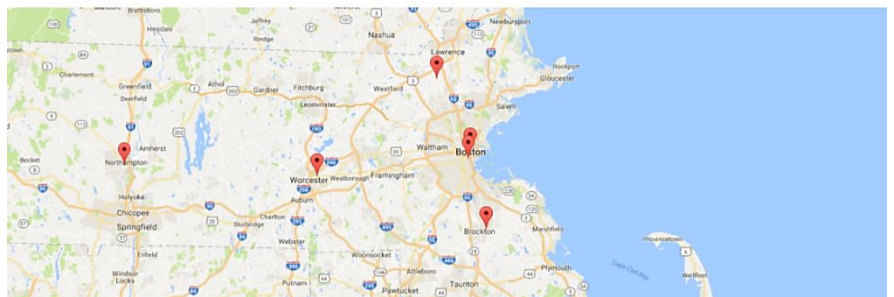 Brattleboro
Jaffrey
Newburyport
Hinsdale
Nashua
Rindge
Lawrence
Rockport
Charlemont
Greenfield
Athol
Gardner
Fitchburg
Westford
Gloucester
Deerfield
Leominster
Salem
Amherst
Waltham
Boston
Becket
Northampton
Worcester
Westborough
Framingham
Holyoke
Auburn
Chicopee
Charlton
Springfield
Sturbridge
Brockton
Marshfield
Webster
Provincetown
Enfield
Woonsocket
Cape Cod Bay
Wellfleet
Windsor
Locks
Putnam
Attleboro
Taunton
Plymouth
Pawtucket